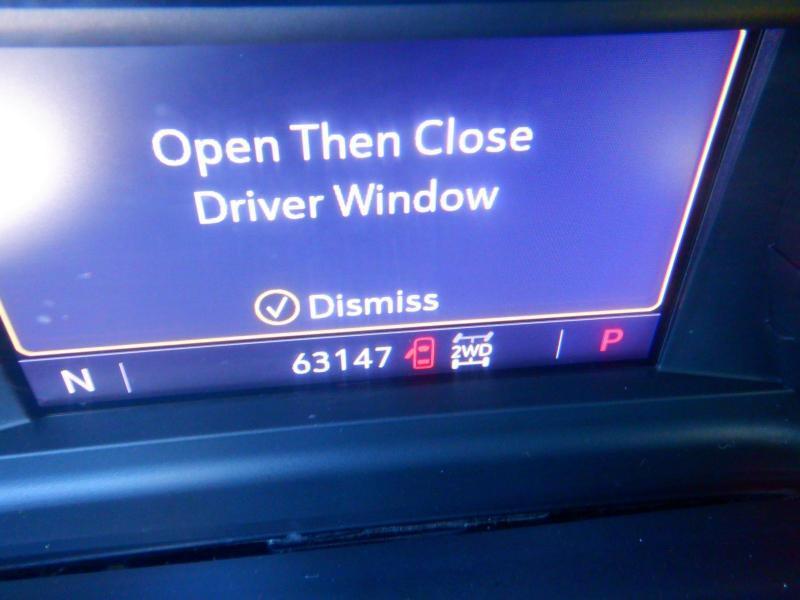 Open Then Close
Driver Window
Dismiss
N 63147 2WD P